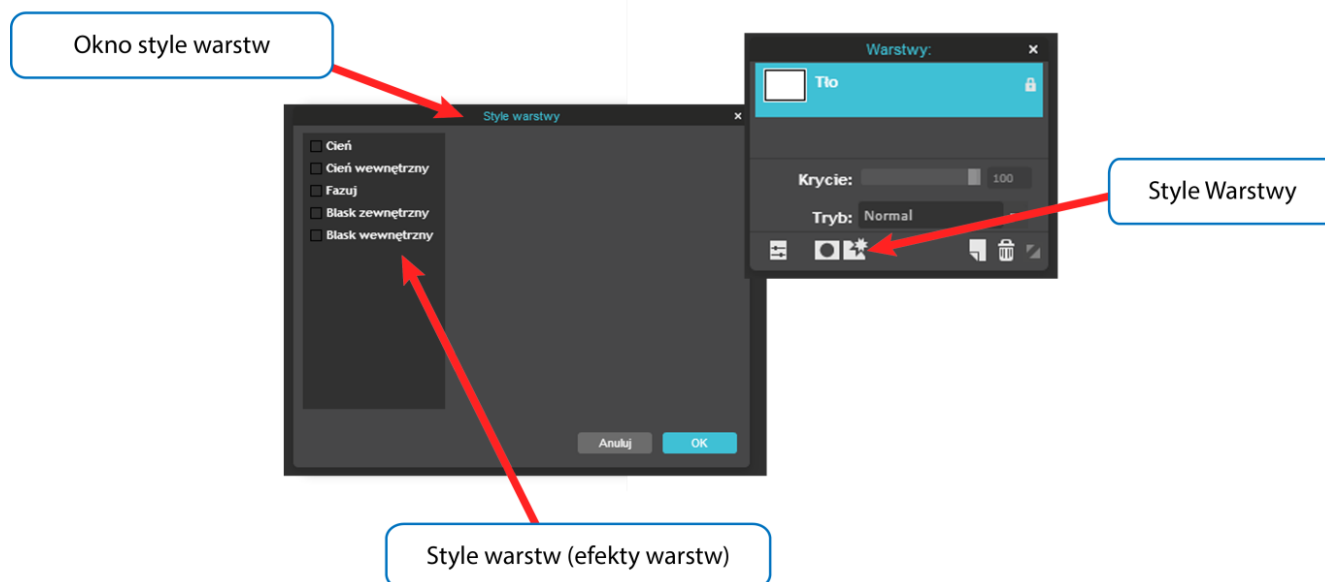 Okno style warstw
Warstwy:
Tło
Style warstwy
Cień
Cień wewnętrzny
Fazuj
Blask zewnętrzny
Blask wewnętrzny
Krycie:
100
Tryb:
Normal
Style Warstwy
Anuluj
OK
Style warstw (efekty warstw)